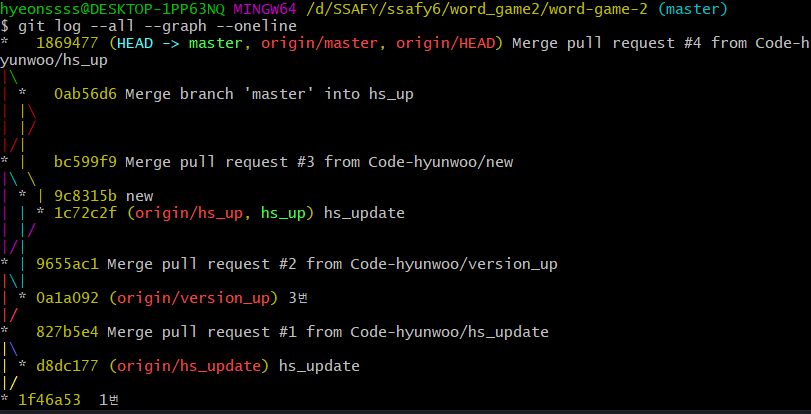 hyeonssss@DESKTOP-1PP63NQ MINGW64 /d/SSAFY/ssafy6/word_game2/word-game-2 (master)
$ git log --all --graph --oneline
*   1869477 (HEAD -> master, origin/master, origin/HEAD) Merge pull request #4 from Code-h
yunwoo/hs_up
|\
| *   0ab56d6 Merge branch 'master' into hs_up
| |\
| |/
|/|
* |   bc599f9 Merge pull request #3 from Code-hyunwoo/new
|\ \
| * | 9c8315b new
| | * 1c72c2f (origin/hs_up, hs_up) hs_update
| |/
|/|
* | 9655ac1 Merge pull request #2 from Code-hyunwoo/version_up
|\|
| * 0a1a092 (origin/version_up) 3번
|/
*   827b5e4 Merge pull request #1 from Code-hyunwoo/hs_update
|\
| * d8dc177 (origin/hs_update) hs_update
|/
* 1f46a53  1번